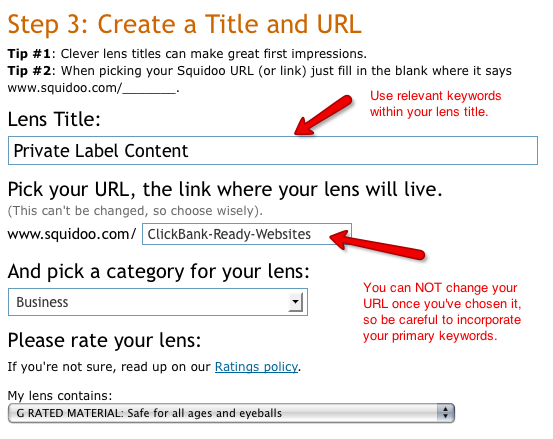 Step 3: Create a Title and URL
Tip #1: Clever lens titles can make great first impressions.
Tip #2: When picking your Squidoo URL (or link) just fill in the blank where it says
www.squidoo.com/_______.
Use relevant keywords
within your lens title.
Lens Title:
Private Label Content
Pick your URL, the link where your lens will live.
(This can't be changed, so choose wisely).
www.squidoo.com/ ClickBank-Ready-Websites
And pick a category for your lens:
Business
You can NOT change your
URL once you've chosen it,
so be careful to incorporate
your primary keywords.
Please rate your lens:
If you're not sure, read up on our Ratings policy.
My lens contains:
G RATED MATERIAL: Safe for all ages and eyeballs